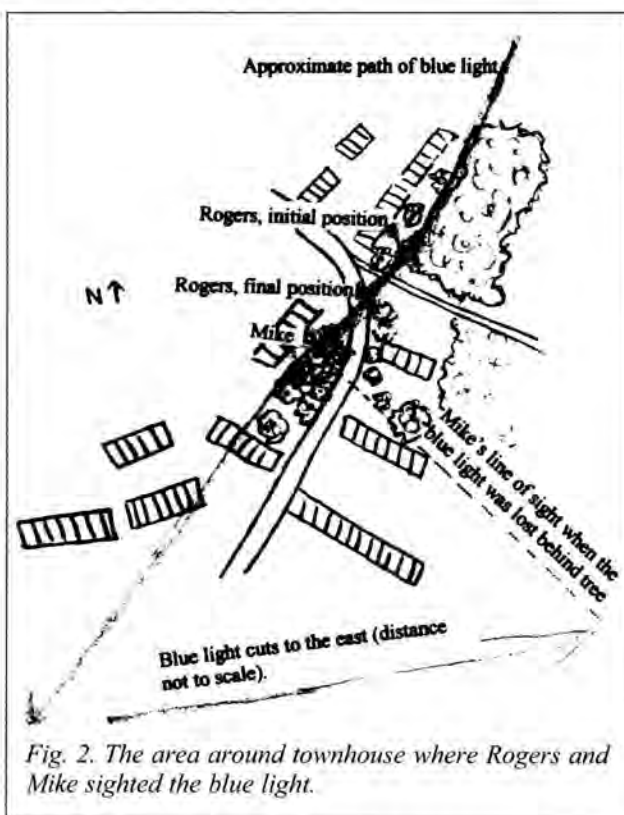 Approximate path of blue light
Rogers, initial position
N↑
Rogers, final position
Mike
Mike's line of sight when the
blue light was lost behind tree
Blue light cuts to the east (distance
not to scale).
Fig. 2. The area around townhouse where Rogers and
Mike sighted the blue light.